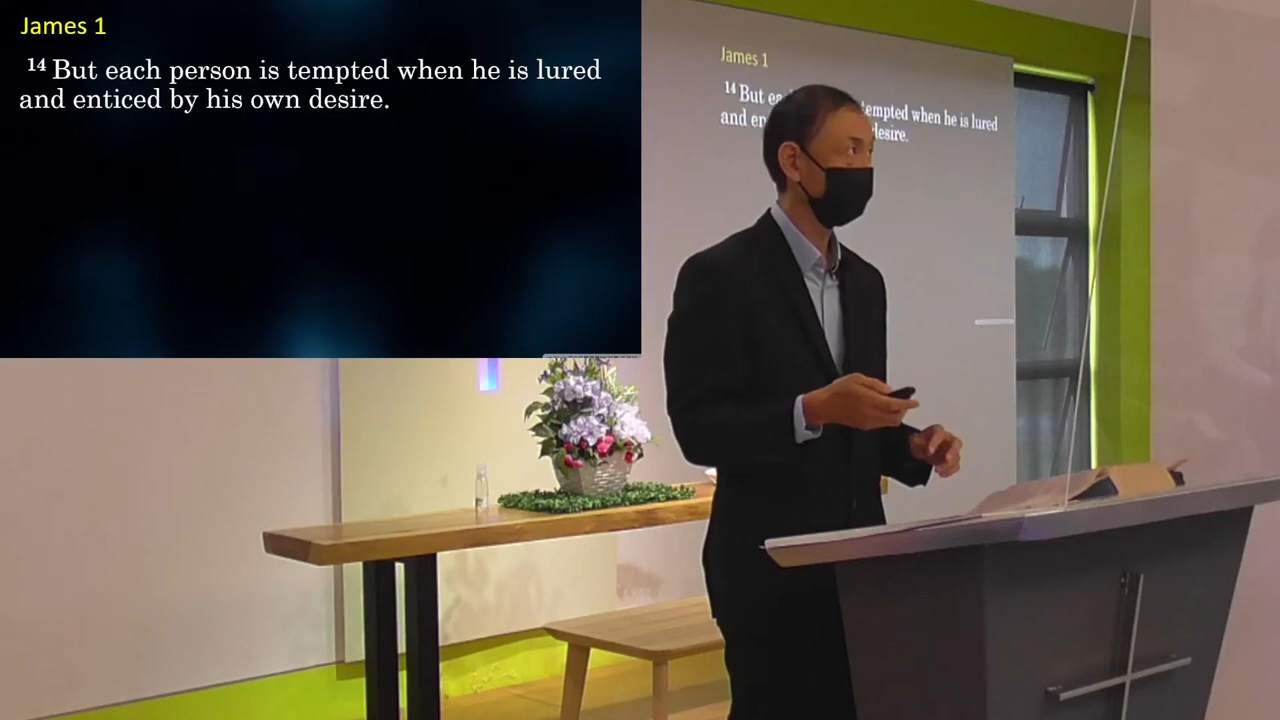 James 1
14 But each person is tempted when he is lured
and enticed by his own desire.
James 1
14 But ea tempted when he is lured
and en desire.